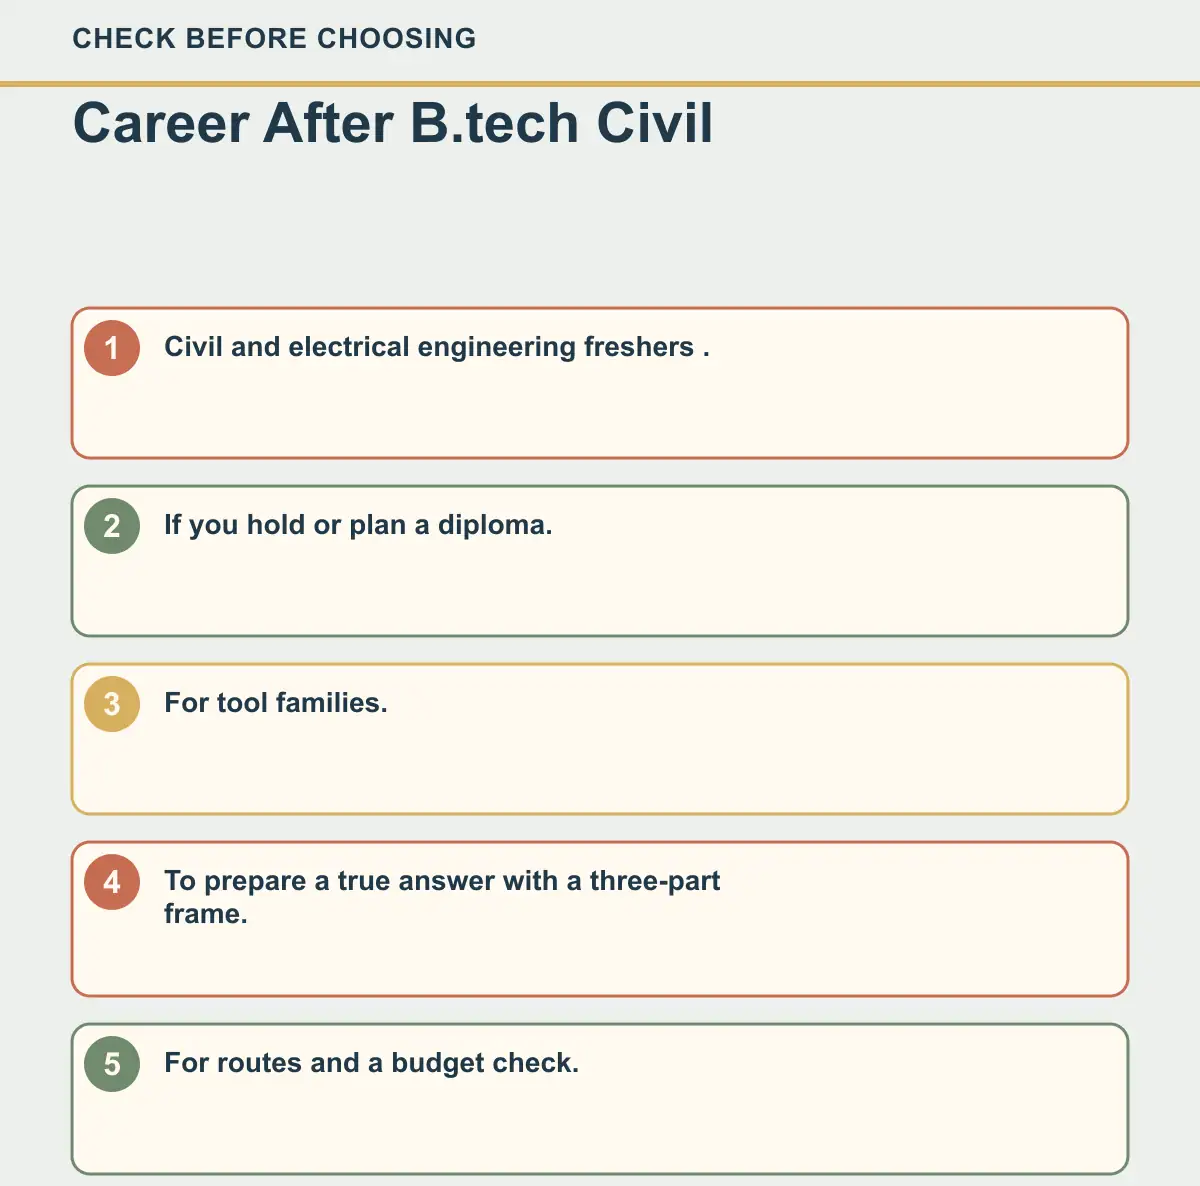 CHECK BEFORE CHOOSING
Career After B.tech Civil
1 Civil and electrical engineering freshers .
2 If you hold or plan a diploma.
3 For tool families.
4 To prepare a true answer with a three-part
frame.
5 For routes and a budget check.